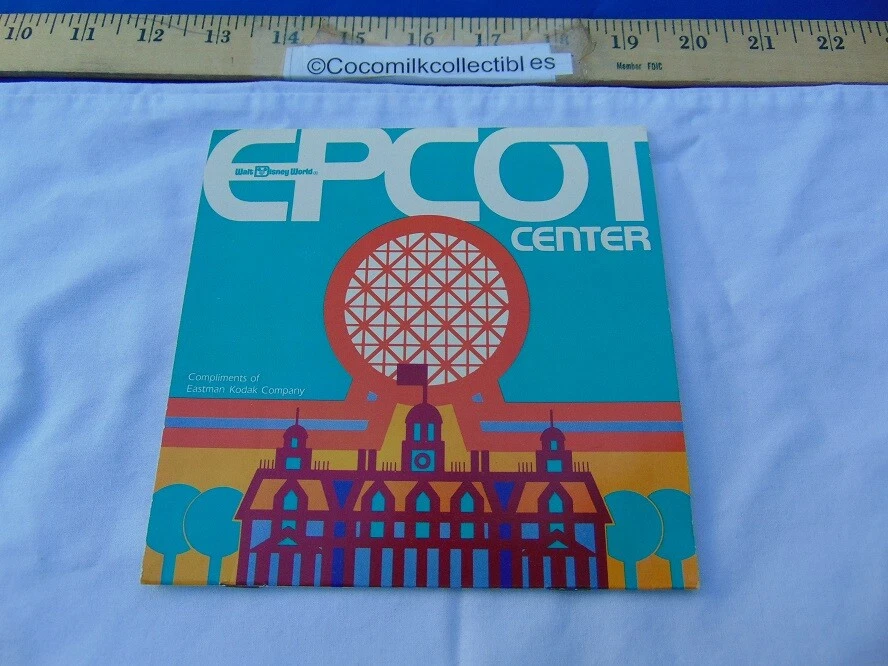 10 11 12 13 14 15 16 17 18 19 20 21 22
Member FDIC
©Cocomilkcollectibl es
EPCOT
Walt Disney World®
CENTER
Compliments of
Eastman Kodak Company